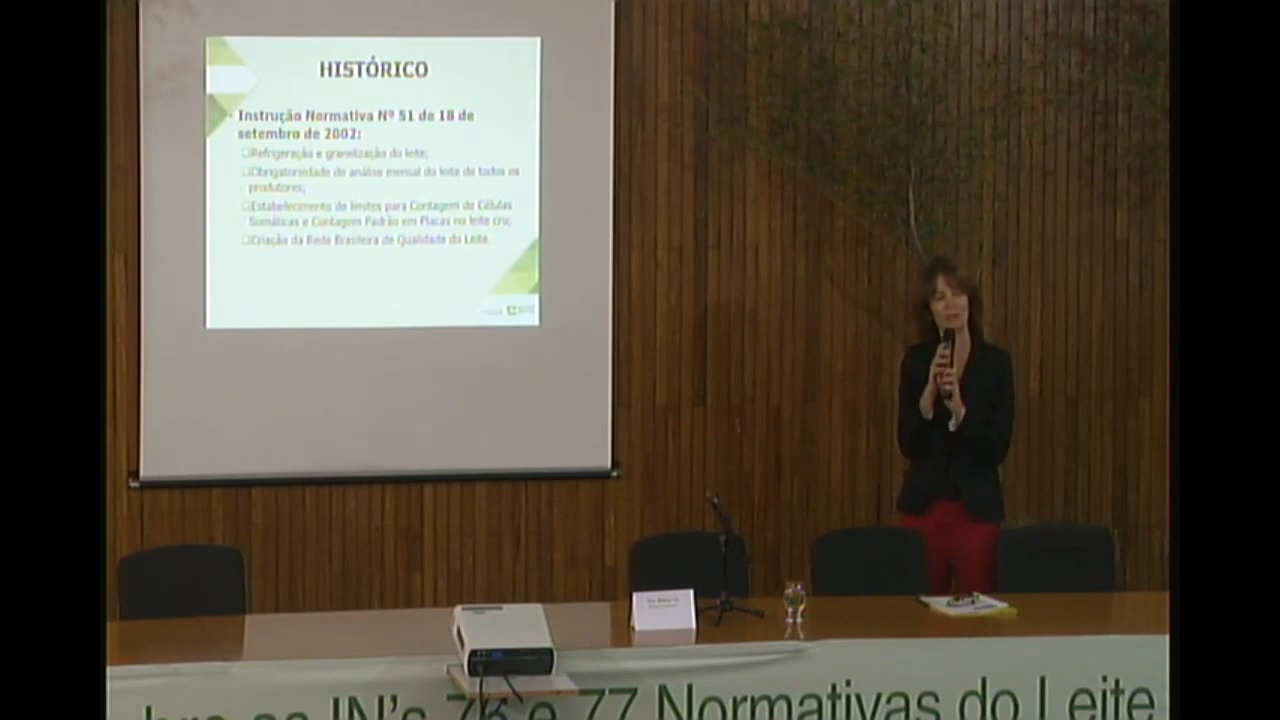 HISTÓRICO
Instrução Normativa Nº 51 de 18 de
setembro de 2002:
Refrigeração e granelização do leite;
Obrigatoriedade de análise mensal do leite de todos os
produtores;
Estabelecimento de limites para Contagem de Células
Somáticas e Contagem Padrão em Placas no leite cru;
Criação da Rede Brasileira de Qualidade do Leite.
IN's 76 e 77 Normativas do Leite